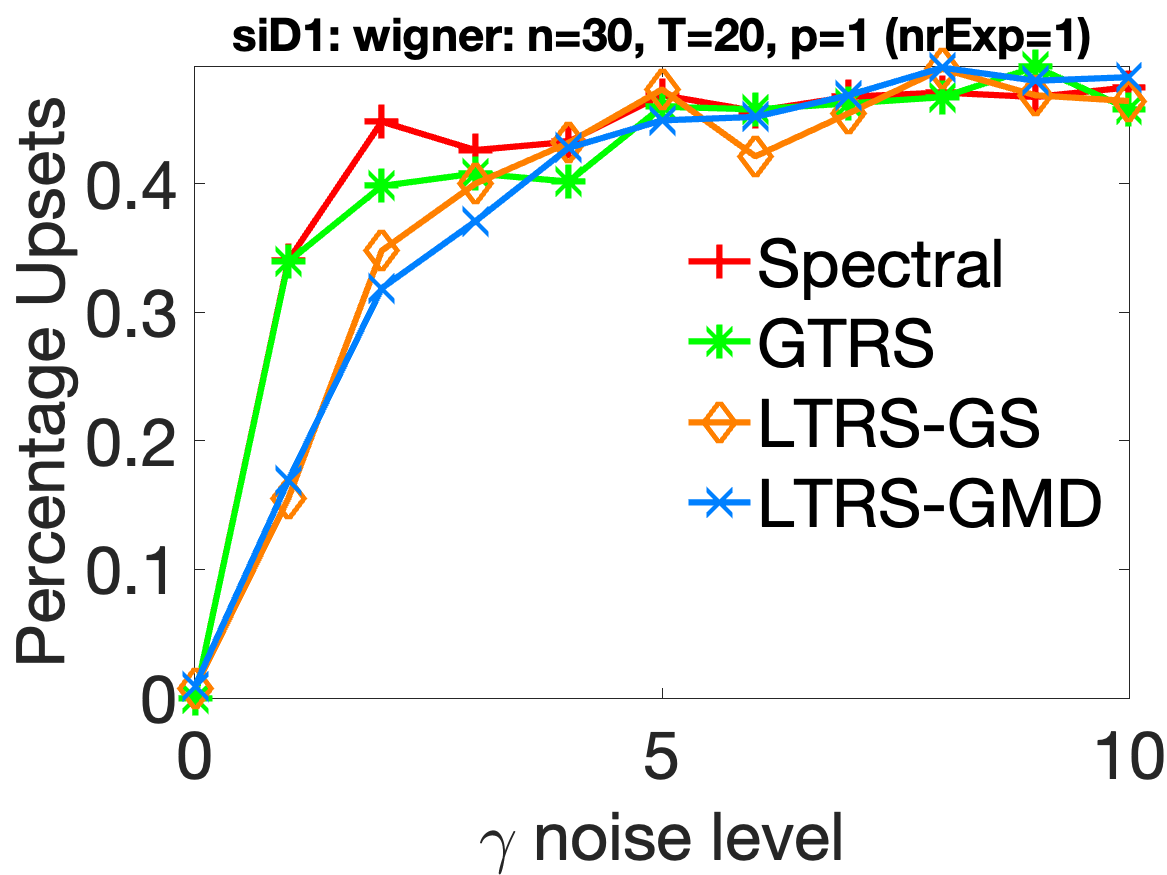 siD1: wigner: n=30, T=20, p=1 (nrExp=1)
Percentage Upsets
0.4
0.3
0.2
0.1
0
Spectral
GTRS
LTRS-GS
LTRS-GMD
0 5 10
γ noise level